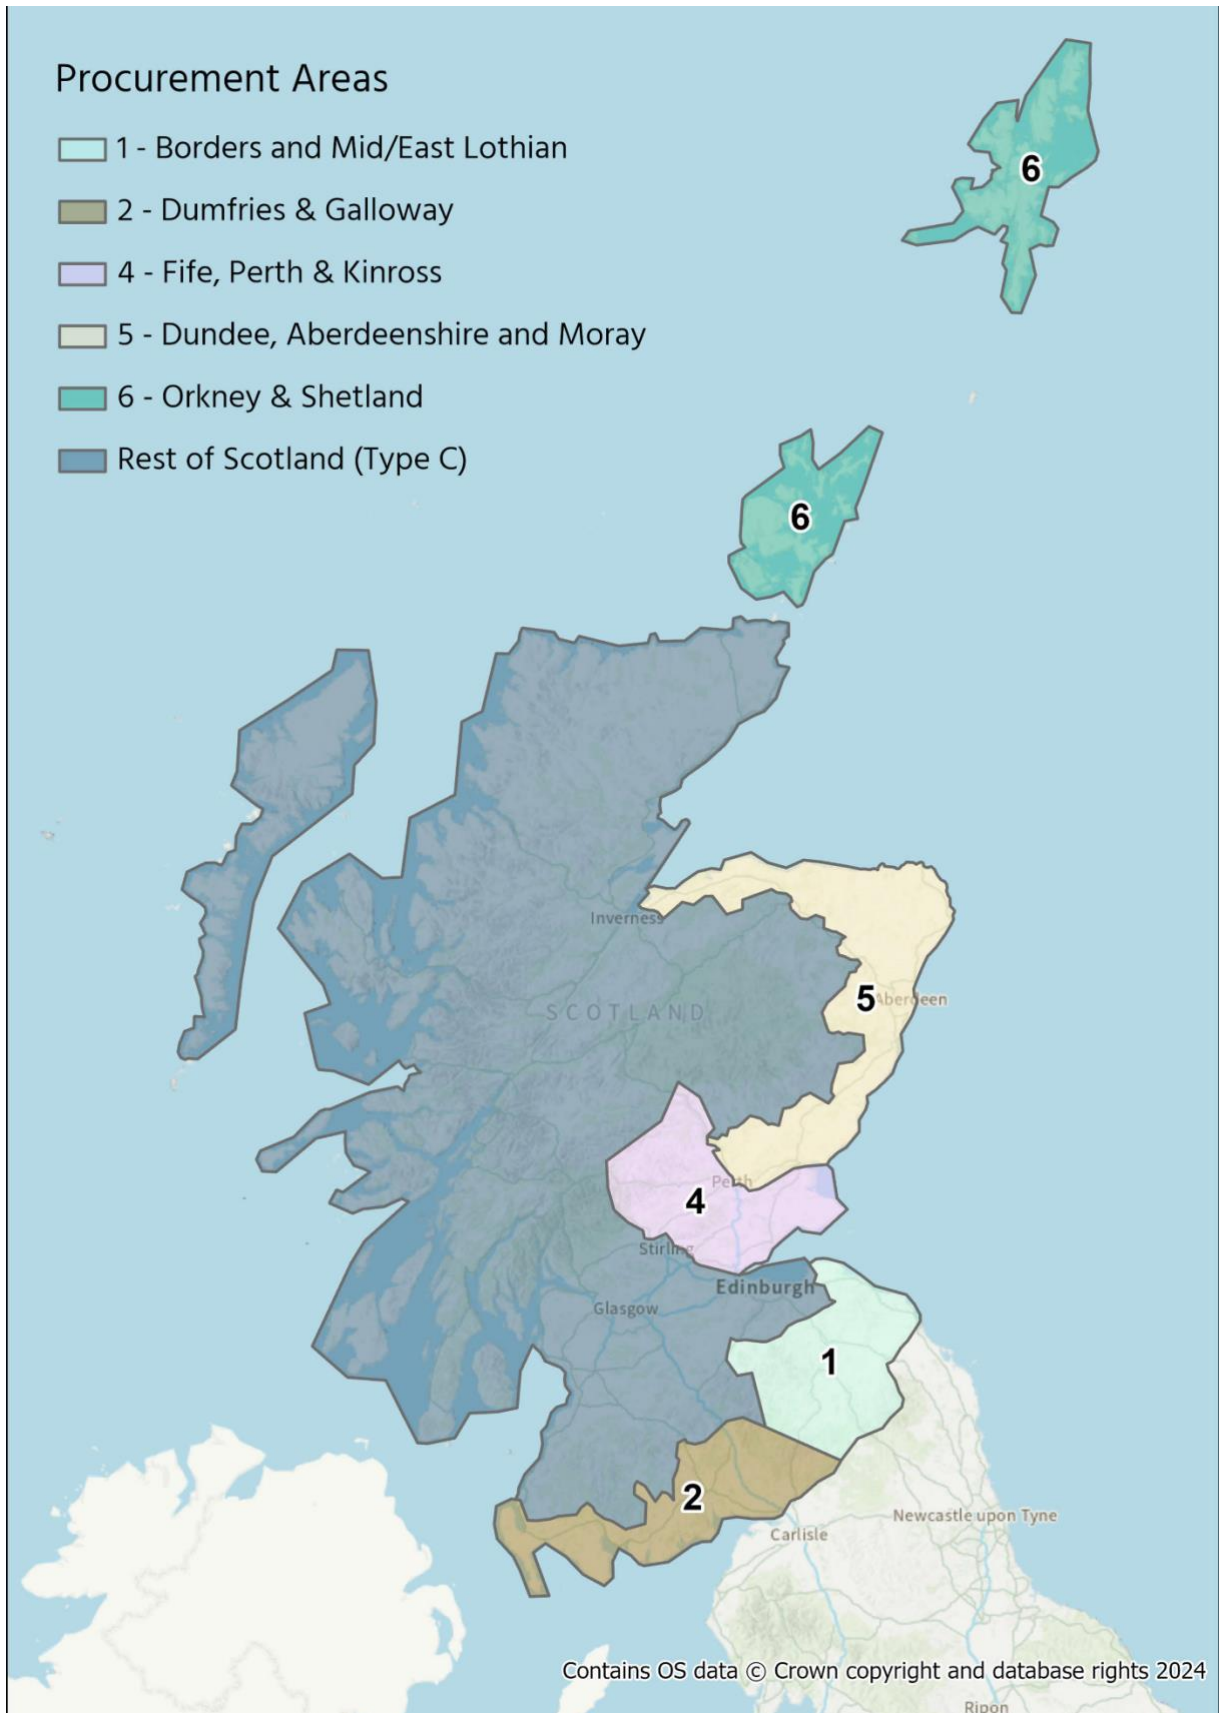 Procurement Areas
1 - Borders and Mid/East Lothian
2 - Dumfries & Galloway
4 - Fife, Perth & Kinross
5 - Dundee, Aberdeenshire and Moray
6 - Orkney & Shetland
Rest of Scotland (Type C)
6
6
Inverness
5
Aberdeen
SCOTLAND
Perth
4
Stirling
Edinburgh
Glasgow
1
2
Newcastle upon Tyne
Carlisle
Contains OS data © Crown copyright and database rights 2024
Ripon